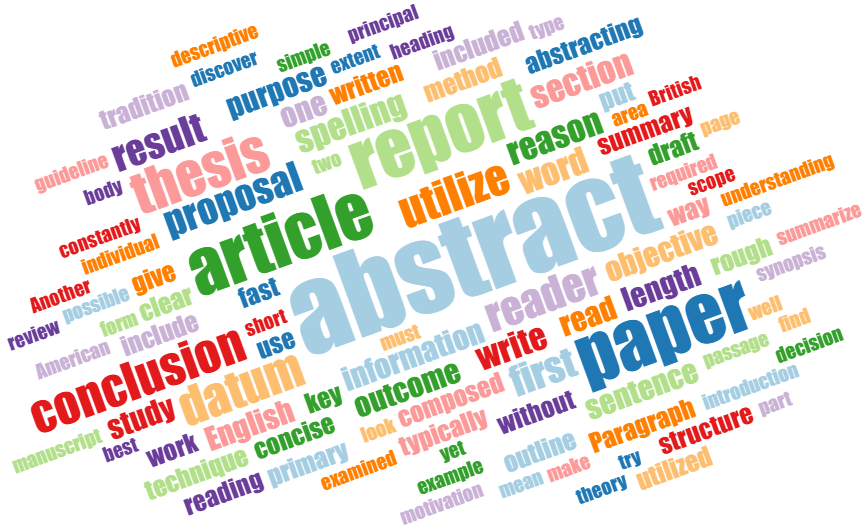 descriptive
principal
simple
discover
extent
heading
included
type
tradition
purpose
one
written
method
abstracting
spelling
section
result
report
put
area
British
guideline
body
thesis
two
reason
summary
page
proposal
utilize
word
draft
required
scope
understanding
constantly
individual
article
abstract
way
piece
Another
possible
give
fast
reader
objective
rough
summarize
review
form
clear
length
synopsis
American
include
short
must
information
write
read
paper
well
find
conclusion
use
first
passage
decision
study
datum
key
outcome
composed
sentence
introduction
manuscript
best
work
English
concise
look
typically
without
Paragraph
structure
part
technique
primary
examined
yet
outline
try
reading
example
mean
make
theory
utilized
motivation